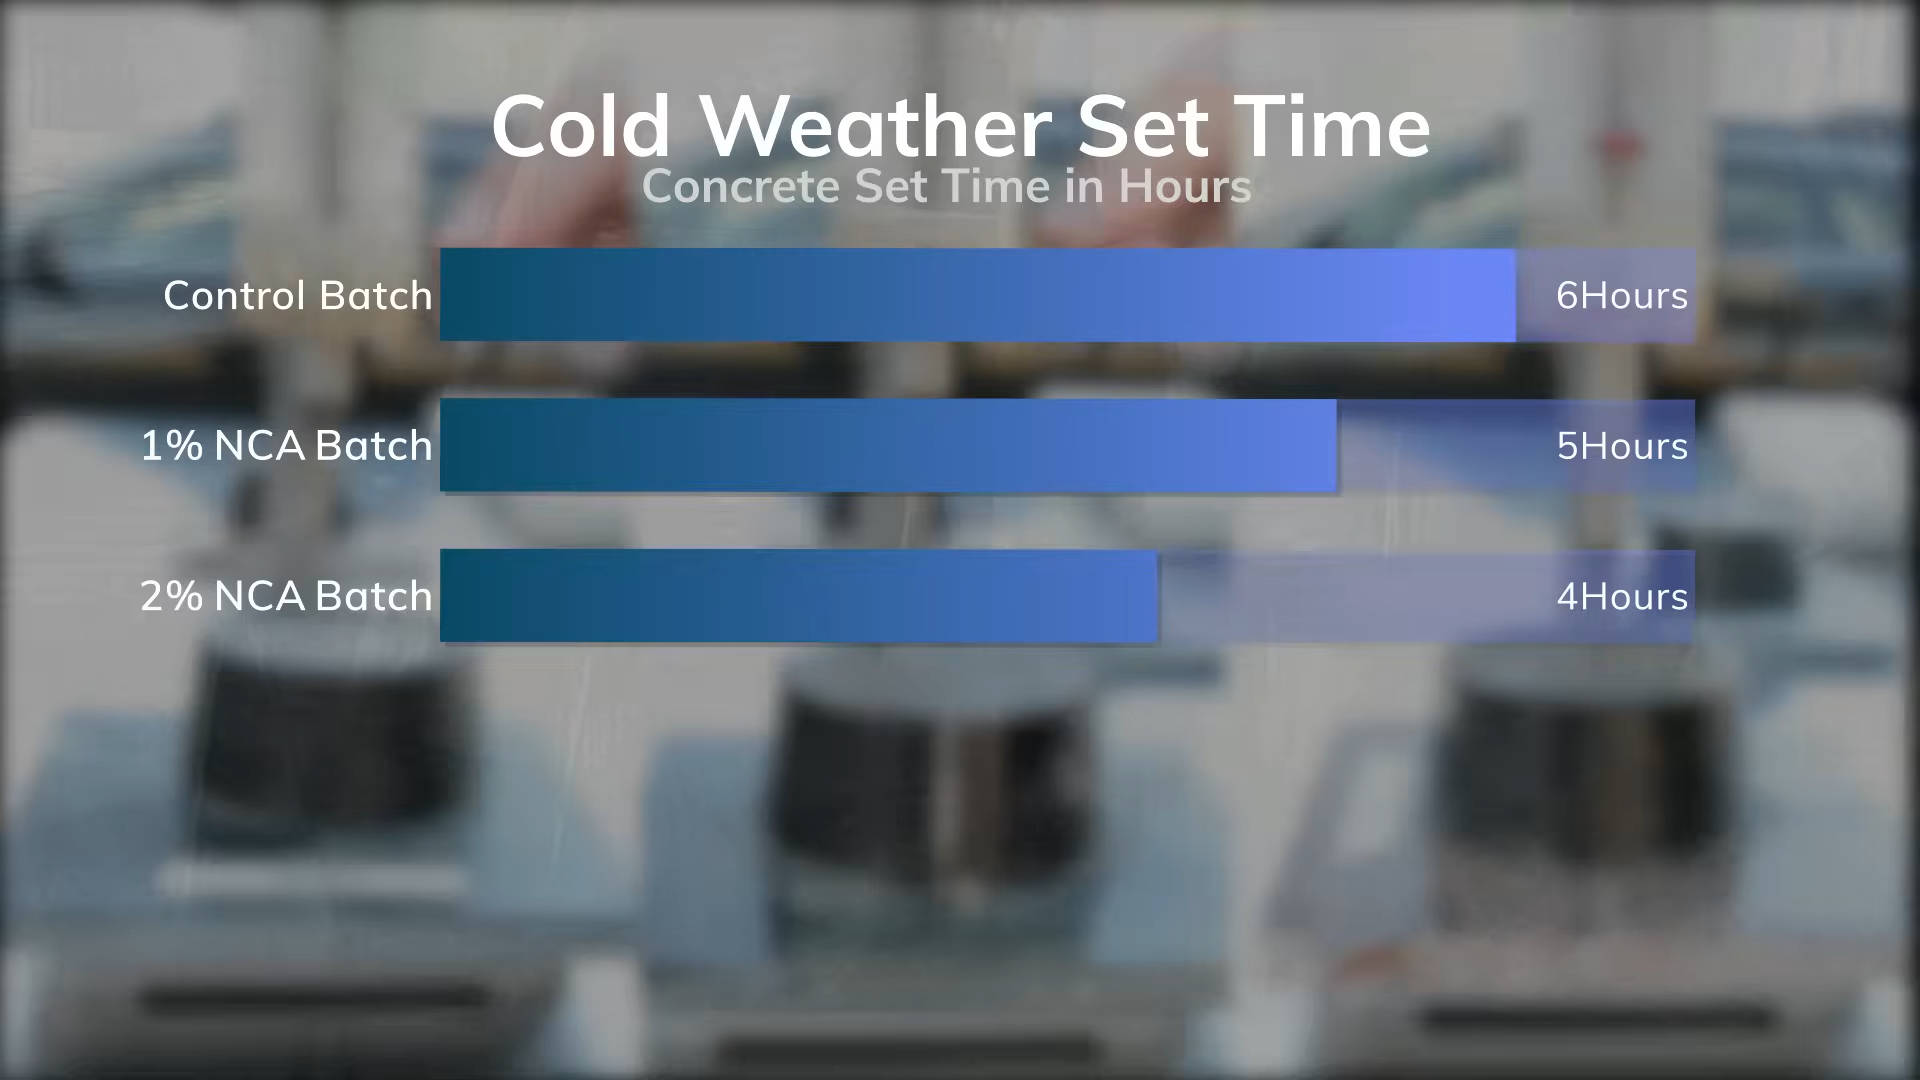 Cold Weather Set Time
Concrete Set Time in Hours
Control Batch 6Hours
1% NCA Batch 5Hours
2% NCA Batch 4Hours